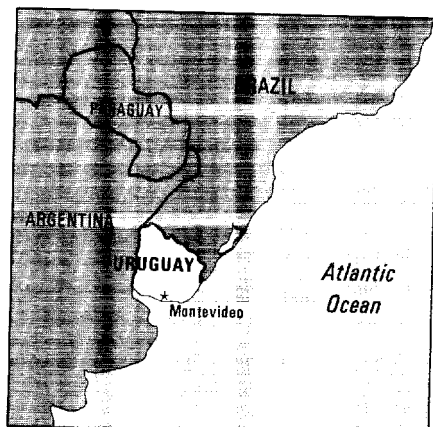 BRAZIL
PARAGUAY
ARGENTINA
URUGUAY
Atlantic
Ocean
Montevideo